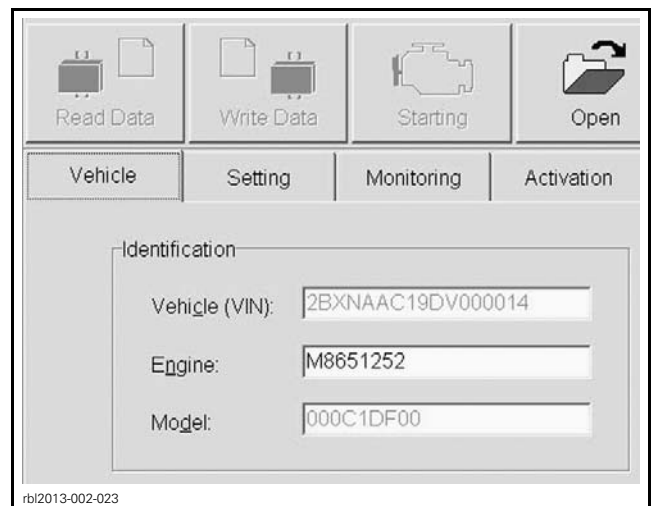 Read Data Write Data Starting Open
Vehicle Setting Monitoring Activation
Identification
Vehicle (VIN): 2BXNAAC19DV000014
Engine: M8651252
Model: 000C1DF00
rbl2013-002-023